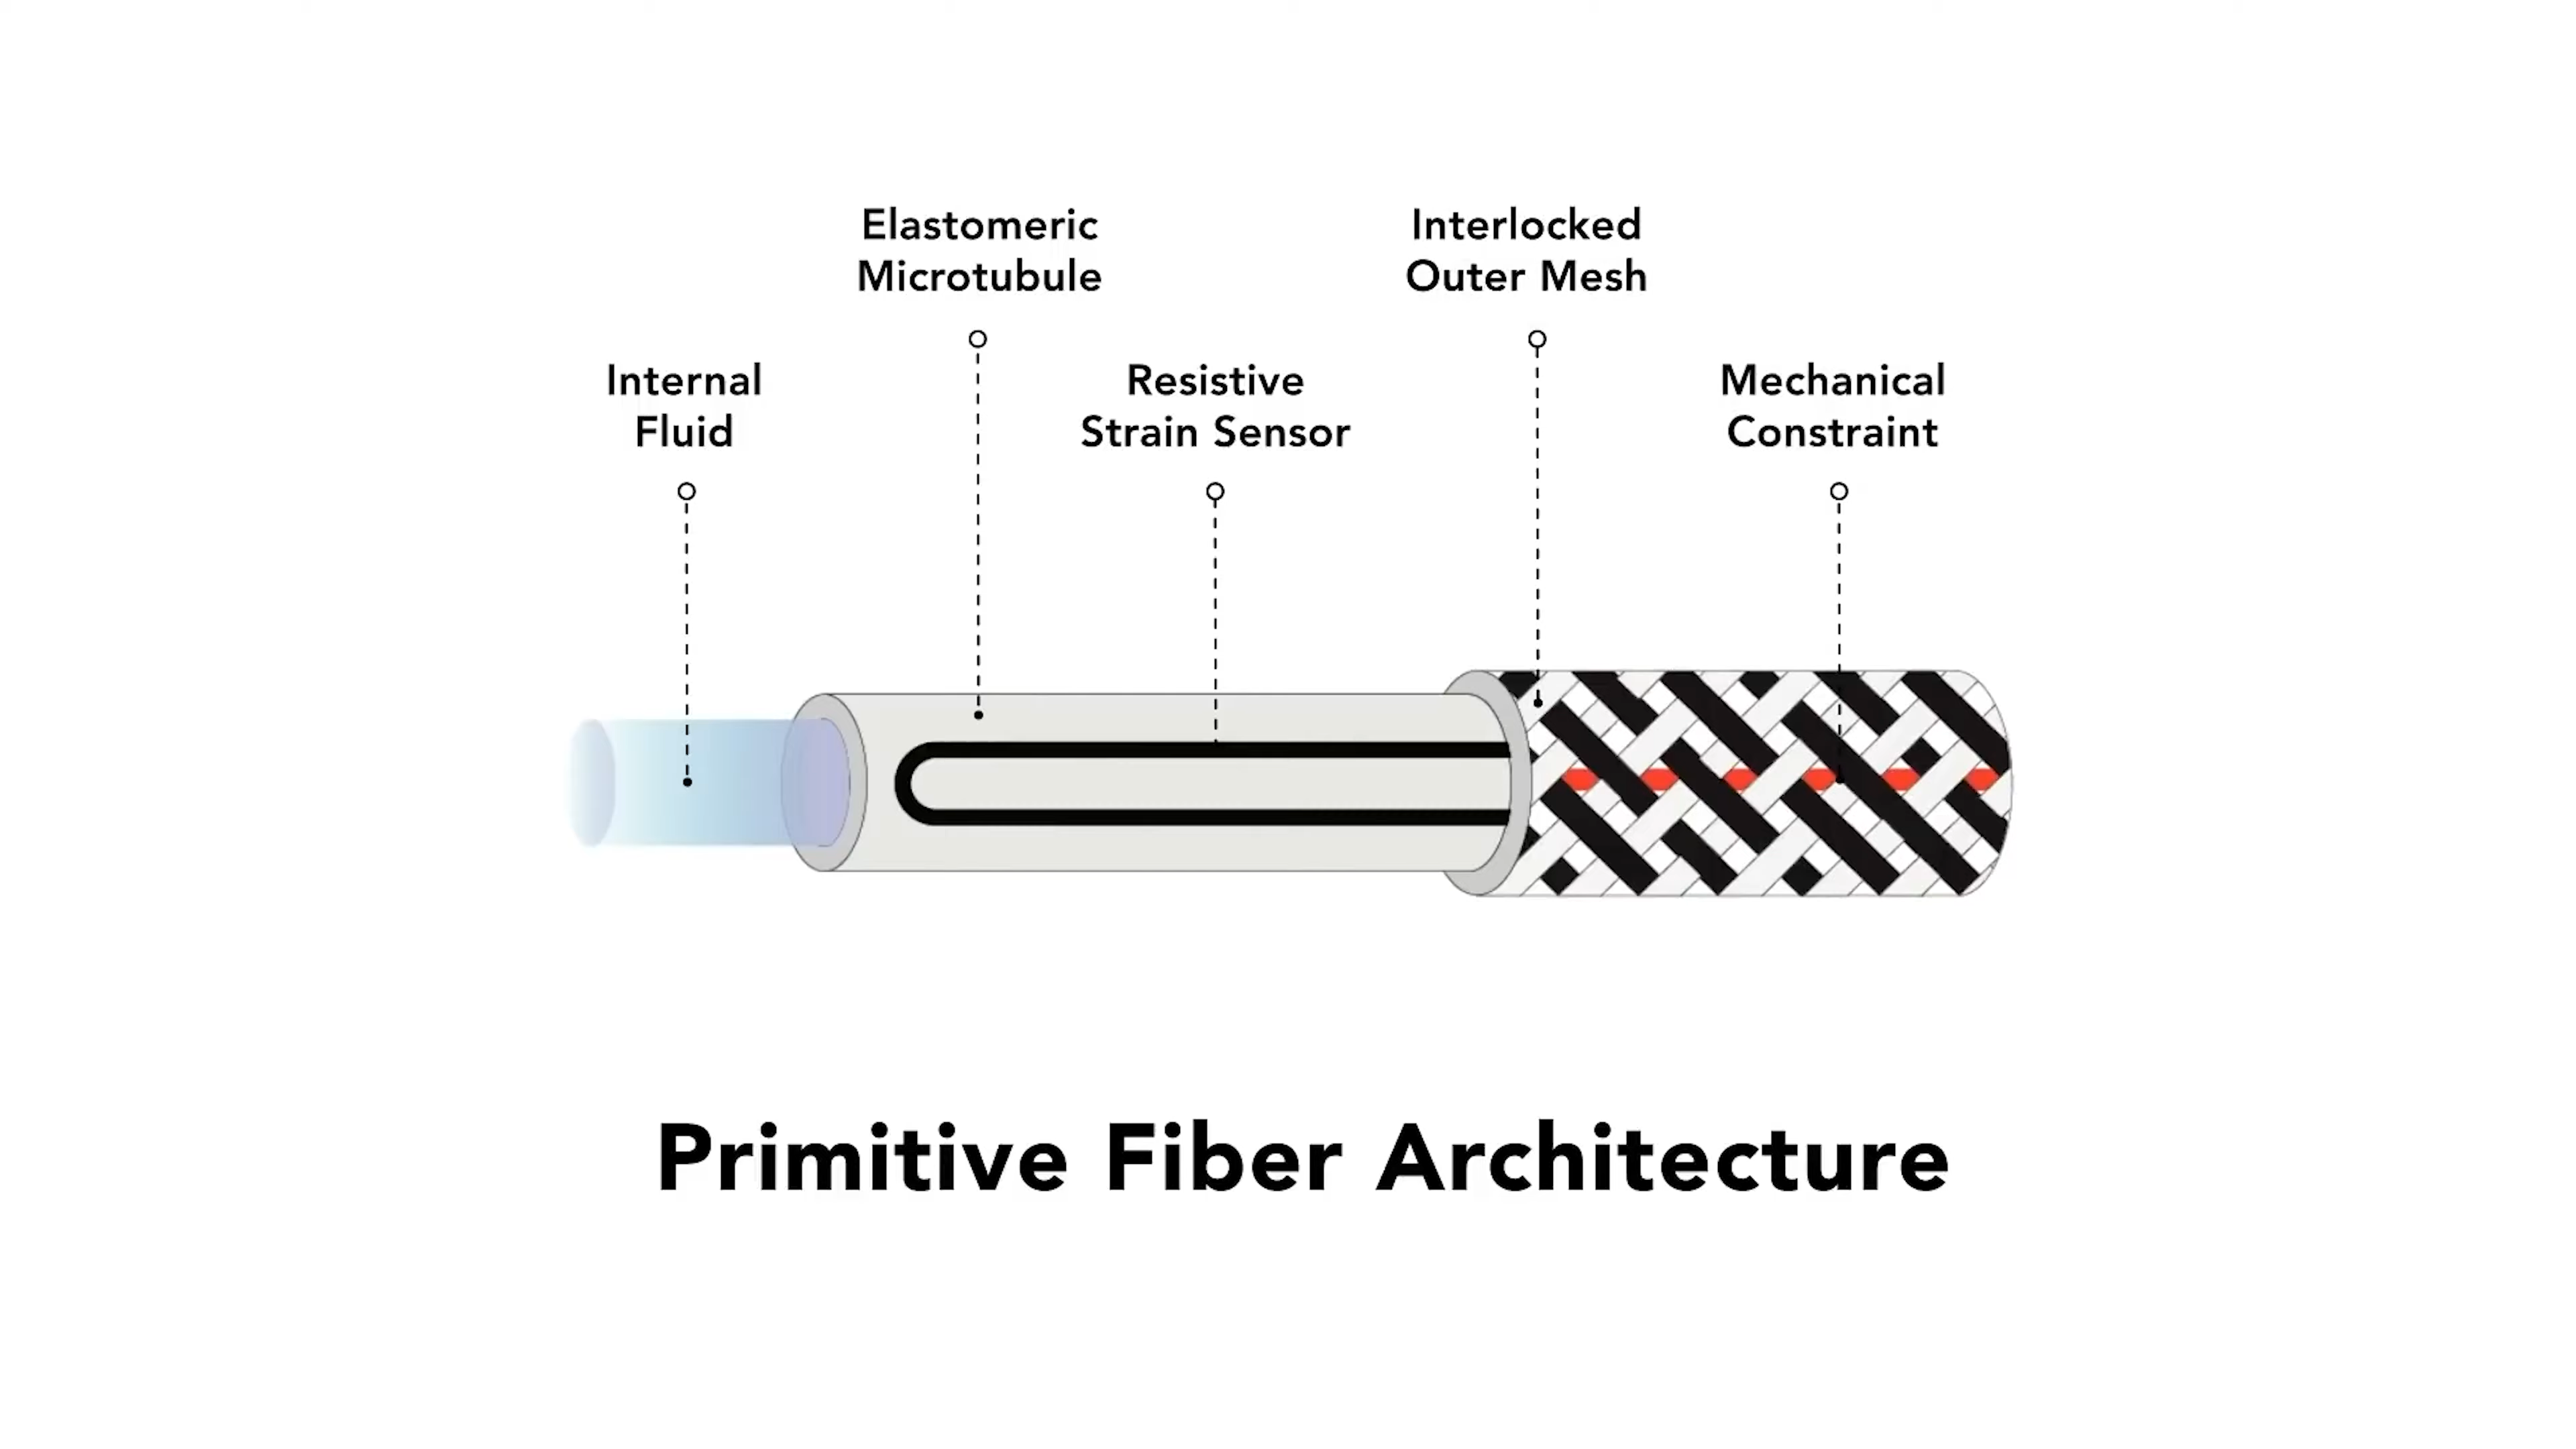 Elastomeric
Microtubule
Interlocked
Outer Mesh
Internal
Fluid
Resistive
Strain Sensor
Mechanical
Constraint
Primitive Fiber Architecture